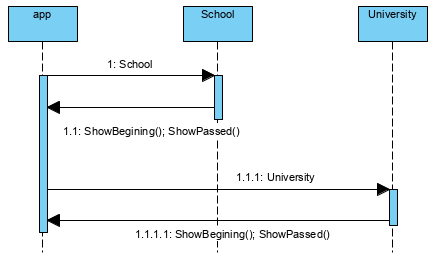 app School University
1: School
1.1: ShowBegining(); ShowPassed()
1.1.1: University
1.1.1.1: ShowBegining(); ShowPassed()